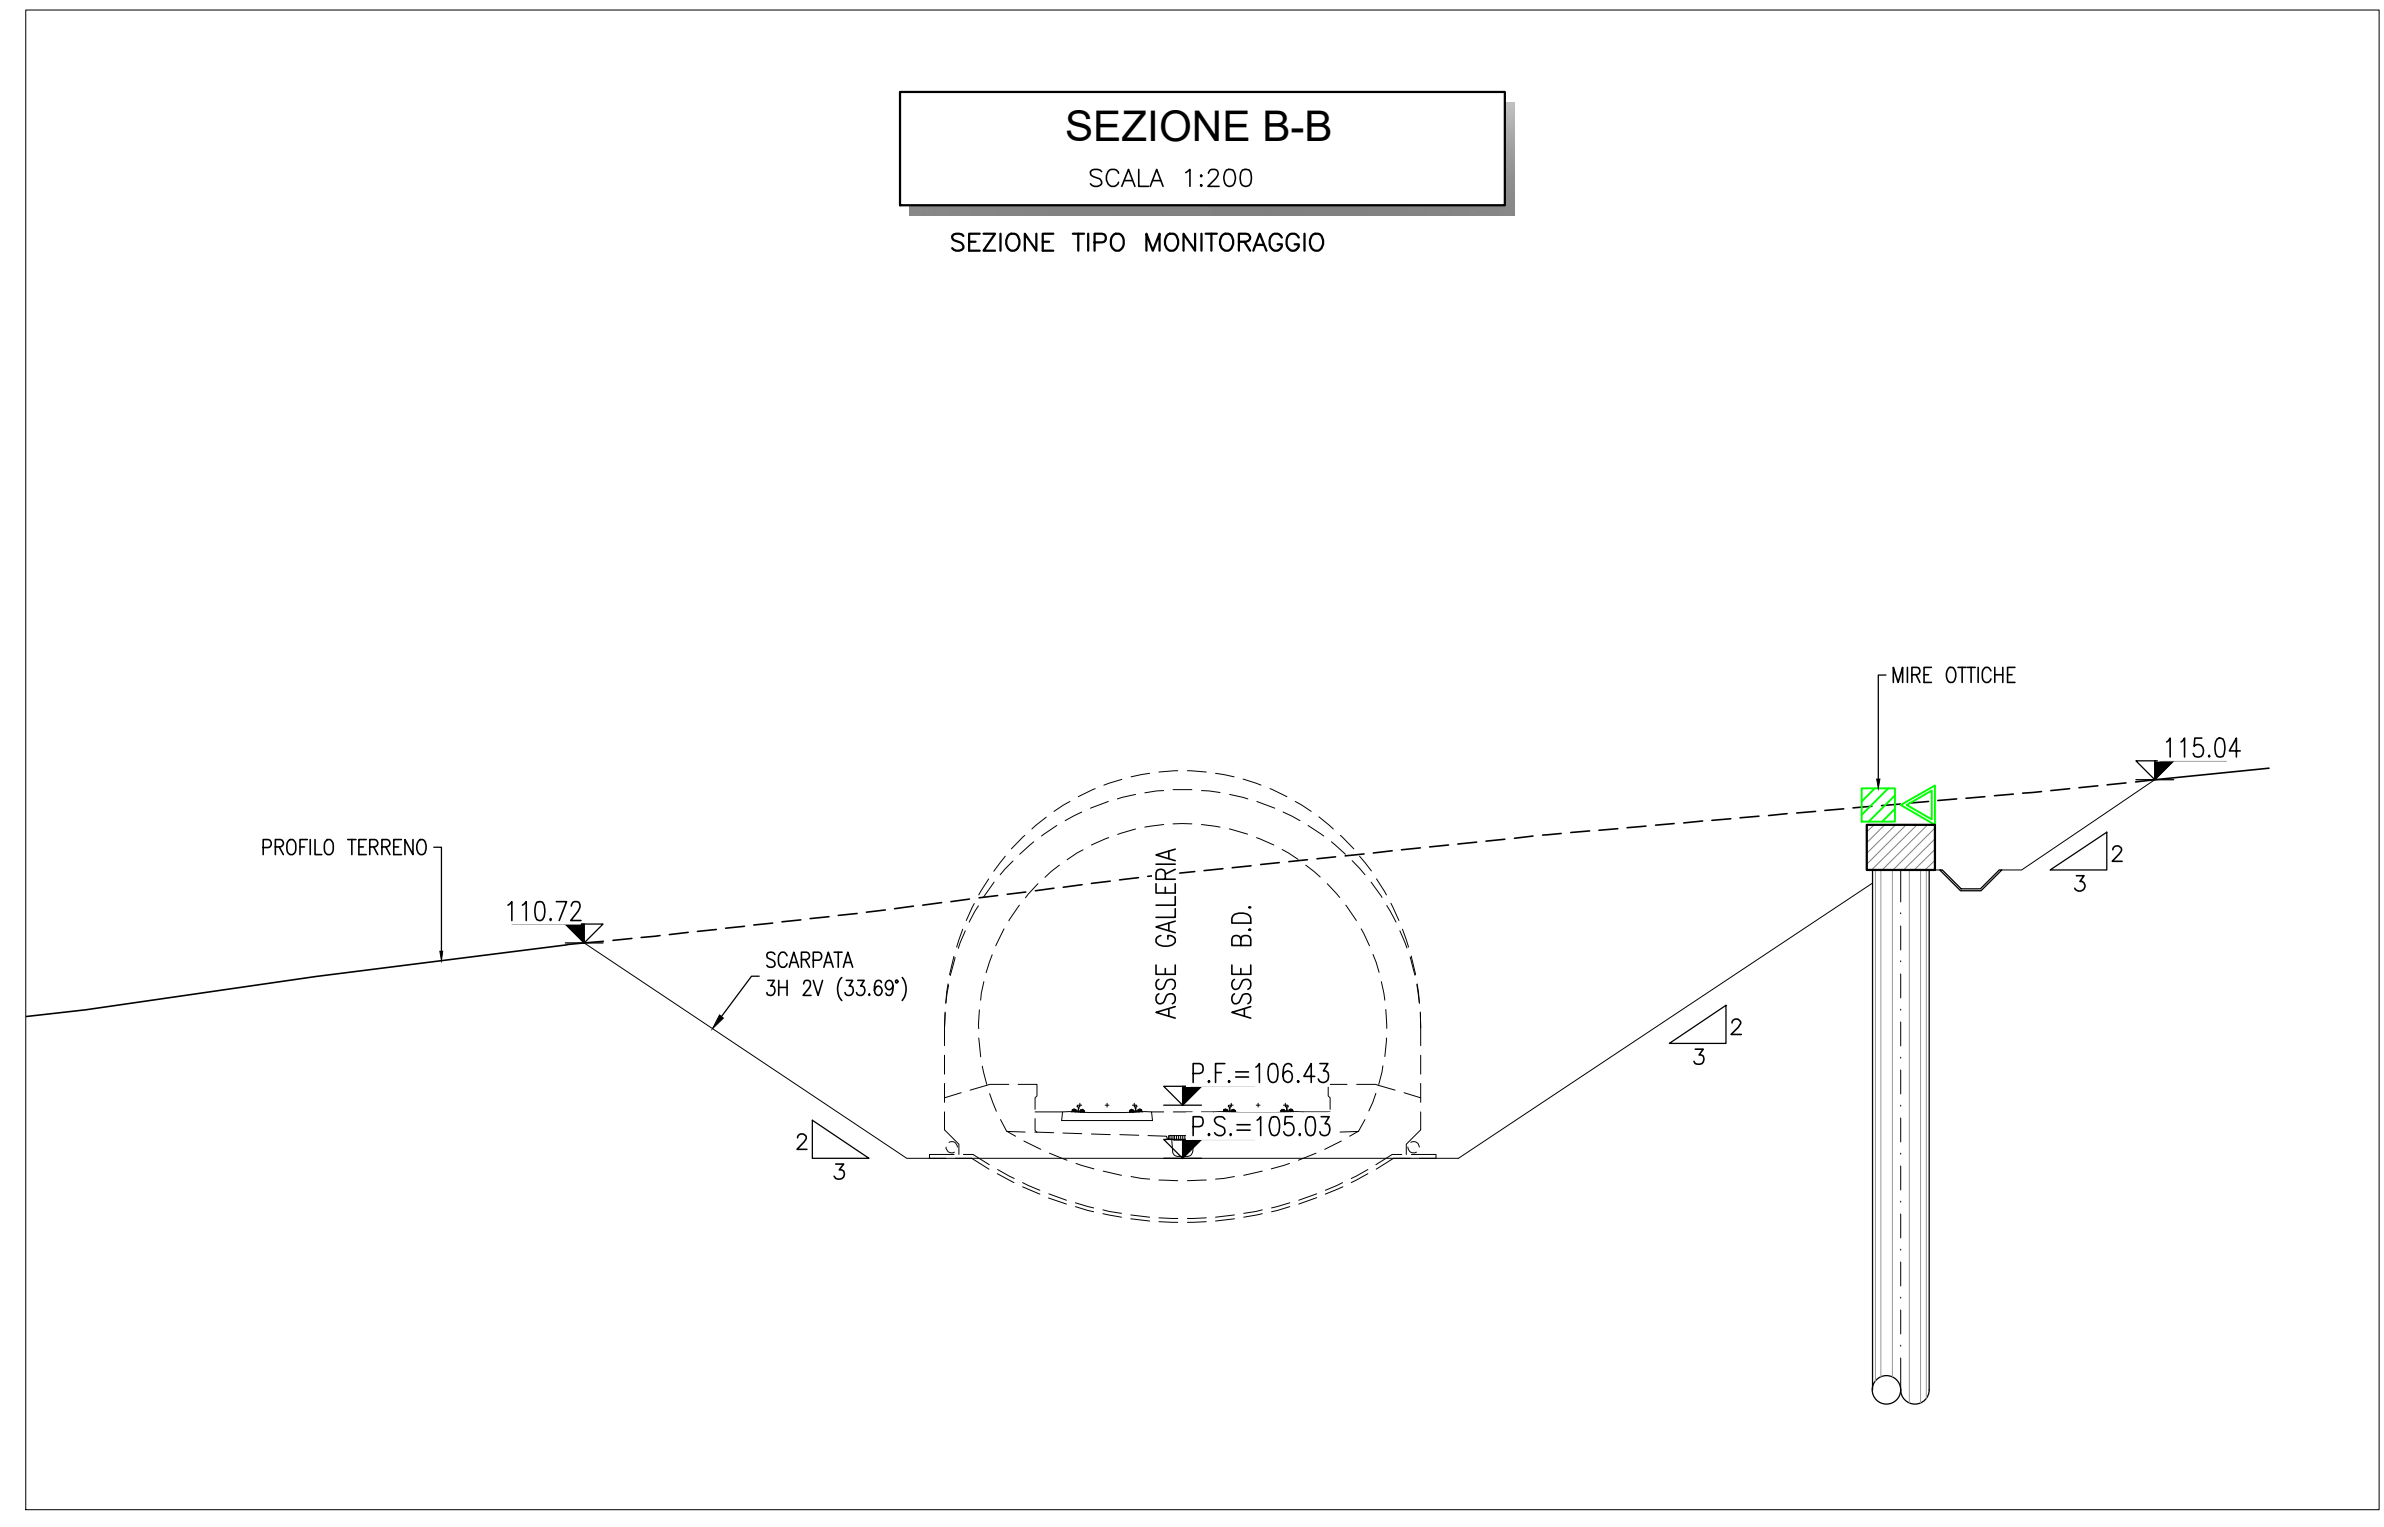 SEZIONE B-B
SCALA 1:200
SEZIONE TIPO MONITORAGGIO
MIRE OTTICHE
115.04
PROFILO TERRENO
110.72
SCARPATA
3H 2V (33.69°)
ASSE GALLERIA
ASSE B.D.
P.F.=106.43
P.S.=105.03
2
3
2
3
2
3